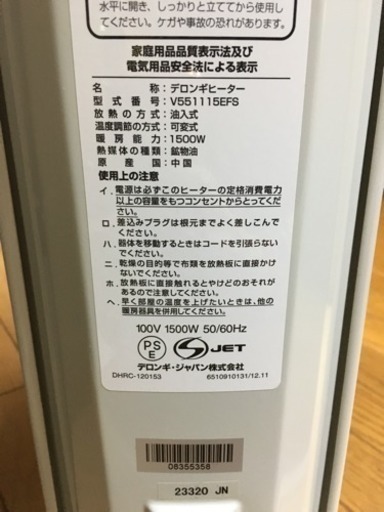 水平に開き、しっかりと立ててから使用して
ください。ケガや事故の恐れがあります。
家庭用品品質表示法及び
電気用品安全法による表示
名称：デロンギヒーター
型式番号：V551115EFS
放熱の方式：油入式
温度調節の方式：可変式
暖房能力：1500W
熱媒体の種類：鉱物油
原産国：中国
使用上の注意
イ．電源は必ずこのヒーターの定格消費電力
以上の容量をもつコンセントからとってください。
ロ．差込みプラグは根元までよく差しこんで
ください。
ハ．器体を移動するときはコードを引張らない
でください。
ニ．乾燥の目的等で布類を放熱板に直接かけ
ないでください。
ホ．放熱板に直接触れるとやけどのおそれが
あるので注意してください。
ヘ．早く部屋の温度を上げたいときは、他の
暖房器具を併用してください。
100V 1500W 50/60Hz
PS
E
JET
デロンギ・ジャパン株式会社
DHRC-120153
6510910131/12.11
08355358
23320 JN